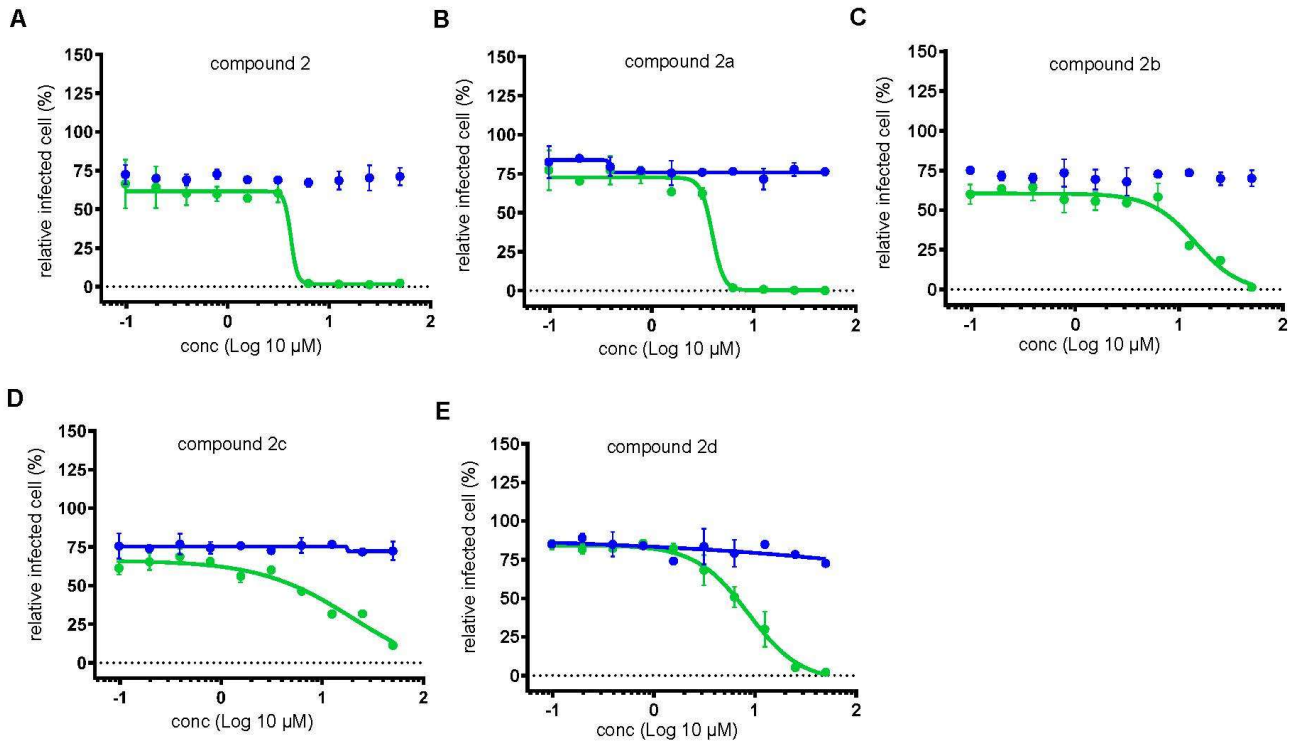 A
compound 2
relative infected cell (%)
150
125
100
75
50
25
0
-1 0 1 2
conc (Log 10 µM)
B
compound 2a
relative infected cell (%)
150
125
100
75
50
25
0
-1 0 1 2
conc (Log 10 µM)
C
compound 2b
relative infected cell (%)
150
125
100
75
50
25
0
-1 0 1 2
conc (Log 10 µM)
D
compound 2c
relative infected cell (%)
150
125
100
75
50
25
0
-1 0 1 2
conc (Log 10 µM)
E
compound 2d
relative infected cell (%)
150
125
100
75
50
25
0
-1 0 1 2
conc (Log 10 µM)